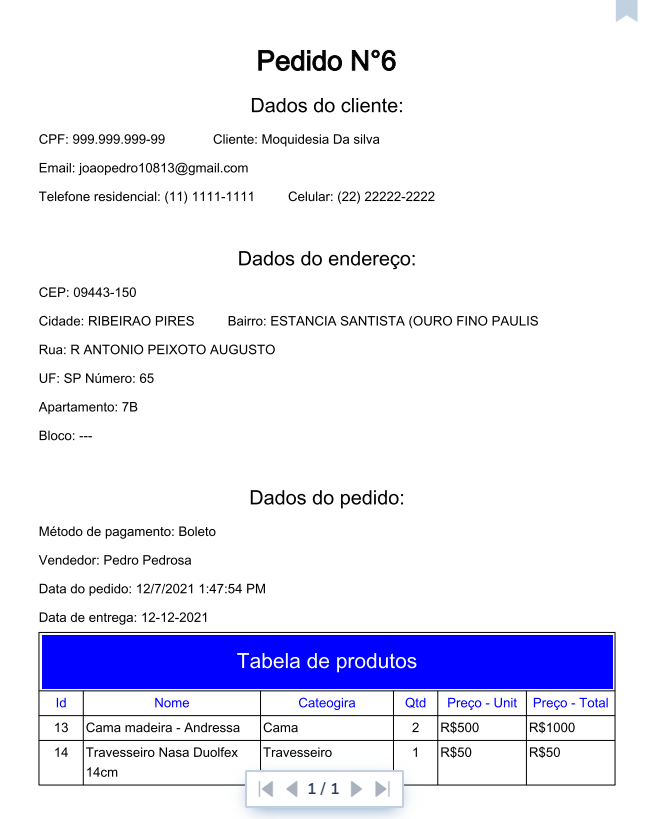 Pedido N°6
Dados do cliente:
CPF: 999.999.999-99 Cliente: Moquidesia Da silva
Email: joaopedro10813@gmail.com
Telefone residencial: (11) 1111-1111 Celular: (22) 22222-2222
Dados do endereço:
CEP: 09443-150
Cidade: RIBEIRAO PIRES Bairro: ESTANCIA SANTISTA (OURO FINO PAULIS
Rua: R ANTONIO PEIXOTO AUGUSTO
UF: SP Número: 65
Apartamento: 7B
Bloco: ---
Dados do pedido:
Método de pagamento: Boleto
Vendedor: Pedro Pedrosa
Data do pedido: 12/7/2021 1:47:54 PM
Data de entrega: 12-12-2021
Tabela de produtos
Id Nome Cateogira Qtd Preço - Unit Preço - Total
13 Cama madeira - Andressa Cama 2 R$500 R$1000
14 Travesseiro Nasa Duolfex Travesseiro 1 R$50 R$50
14cm
1 / 1